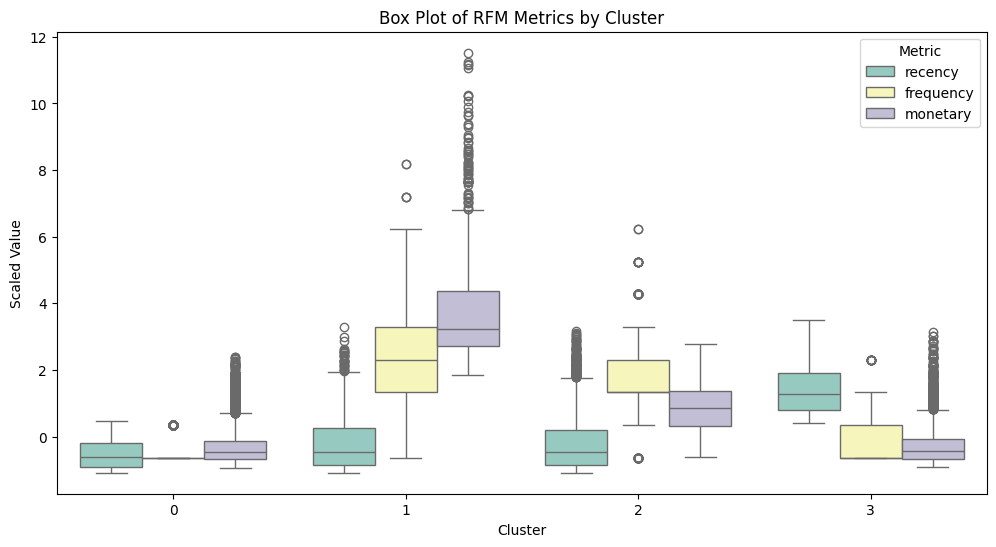 Box Plot of RFM Metrics by Cluster
12
10
8
6
4
2
0
Scaled Value
Metric
recency
frequency
monetary
0
1
2
3
Cluster